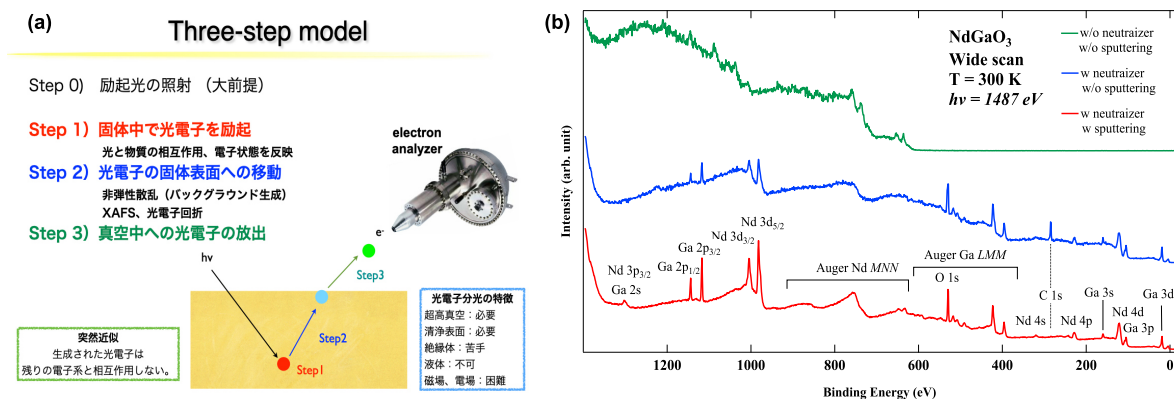 (a)
Three-step model
Step 0) 励起光の照射 （大前提）
Step 1）固体中で光電子を励起
光と物質の相互作用、電子状態を反映
Step 2）光電子の固体表面への移動
非弾性散乱（バックグラウンド生成）
XAFS、光電子回折
Step 3）真空中への光電子の放出
electron
analyzer
e-
hν
Step3
Step2
Step1
突然近似
生成された光電子は
残りの電子系と相互作用しない。
光電子分光の特徴
超高真空：必要
清浄表面：必要
絶縁体：苦手
液体：不可
磁場、電場：困難
(b)
NdGaO3
Wide scan
T = 300 K
hν = 1487 eV
w/o neutraizer
w/o sputtering
w neutraizer
w/o sputtering
w neutraizer
w sputtering
Intensity (arb. unit)
Nd 3p3/2
Ga 2s
Ga 2p1/2
Ga 2p3/2
Nd 3d3/2
Nd 3d5/2
Auger Nd MNN
Auger Ga LMM
O 1s
Nd 4s
C 1s
Nd 4p
Ga 3s
Nd 4d
Ga 3p
Ga 3d
1200
1000
800
600
400
200
0
Binding Energy (eV)